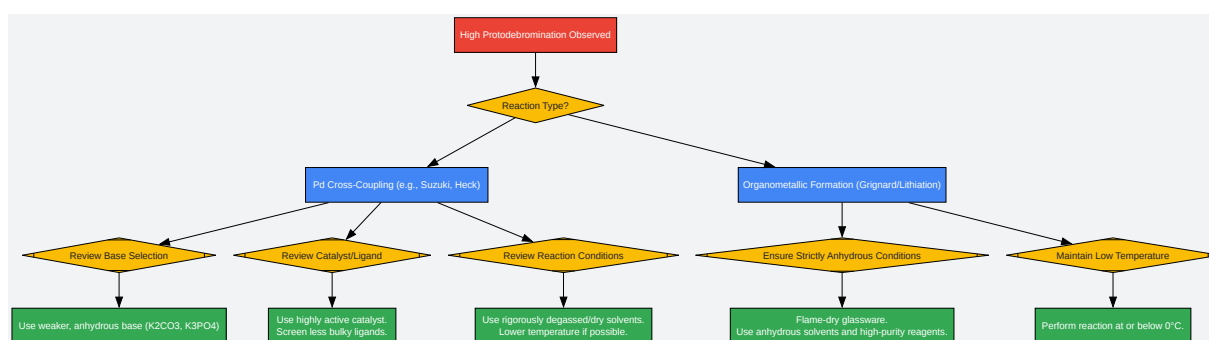 High Protodebromination Observed
Reaction Type?
Pd Cross-Coupling (e.g., Suzuki, Heck)
Organometallic Formation (Grignard/Lithiation)
Review Base Selection
Review Catalyst/Ligand
Review Reaction Conditions
Ensure Strictly Anhydrous Conditions
Maintain Low Temperature
Use weaker, anhydrous base (K2CO3, K3PO4)
Use highly active catalyst.
Screen less bulky ligands.
Use rigorously degassed/dry solvents.
Lower temperature if possible.
Flame-dry glassware.
Use anhydrous solvents and high-purity reagents.
Perform reaction at or below 0°C.